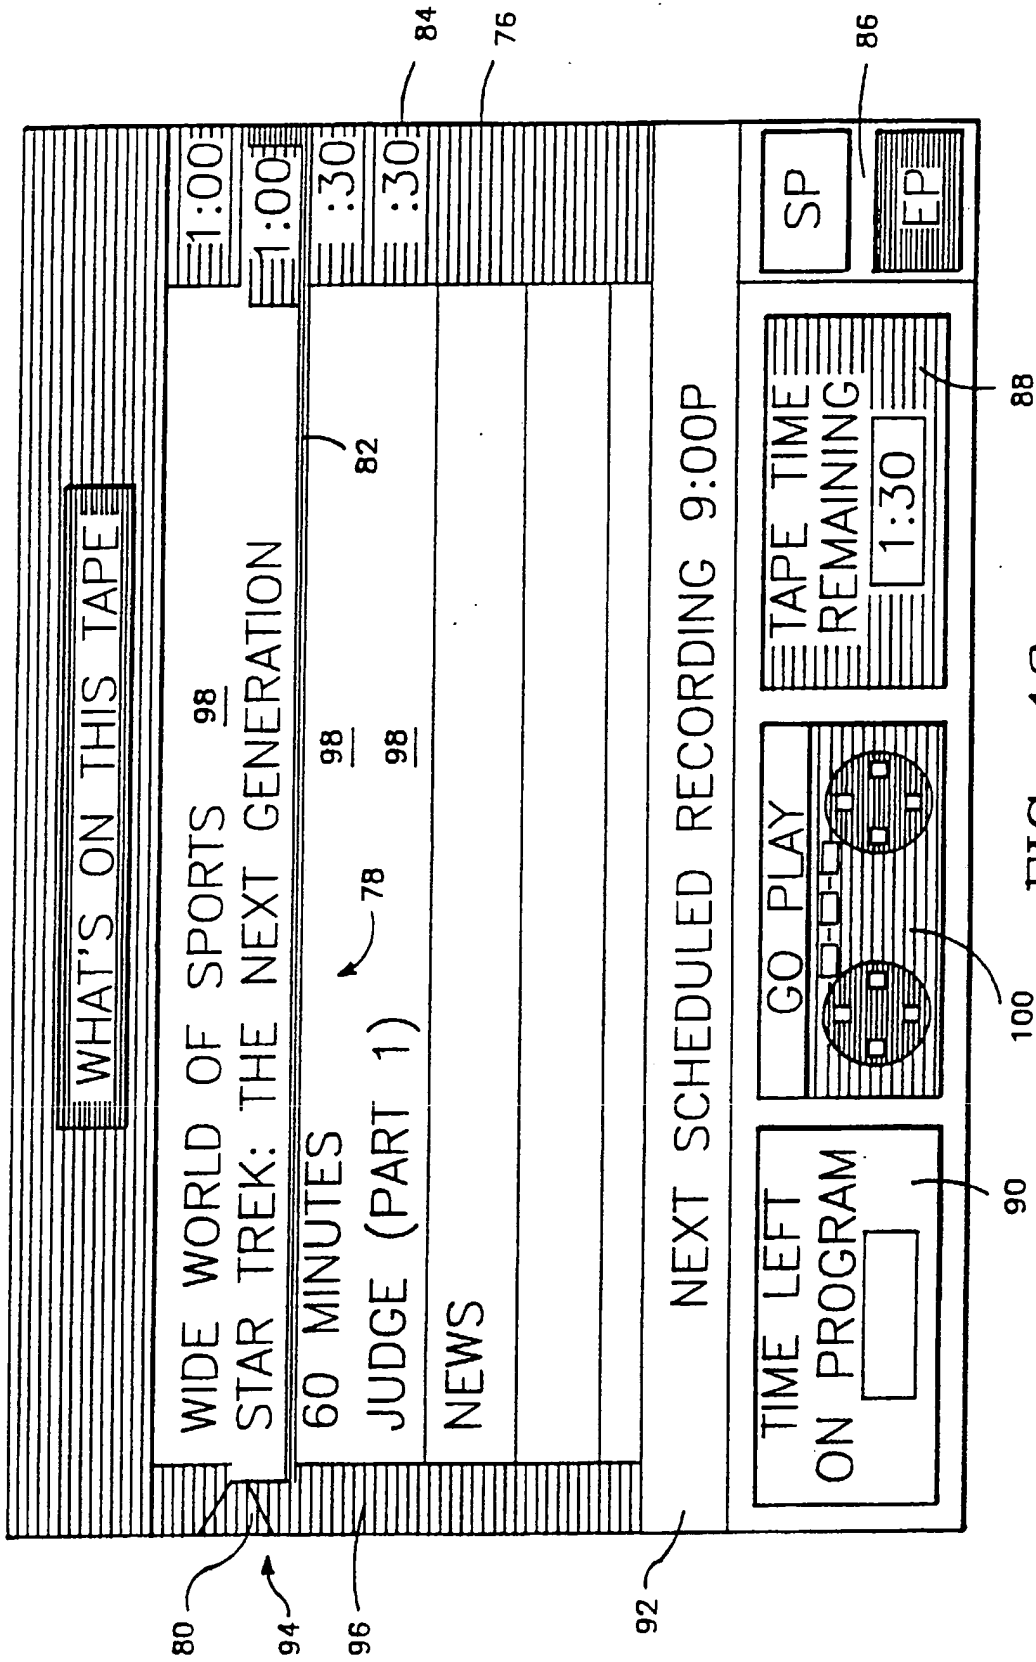 WHAT'S ON THIS TAPE
WIDE WORLD OF SPORTS 98 1:00
STAR TREK: THE NEXT GENERATION 1:00
60 MINUTES 98 :30
JUDGE (PART 1) 98 :30
NEWS
NEXT SCHEDULED RECORDING 9:00P
TIME LEFT
ON PROGRAM
GO PLAY
TAPE TIME
REMAINING
1:30
SP
EP
80
94
96
92
78
82
84
76
86
90
100
88